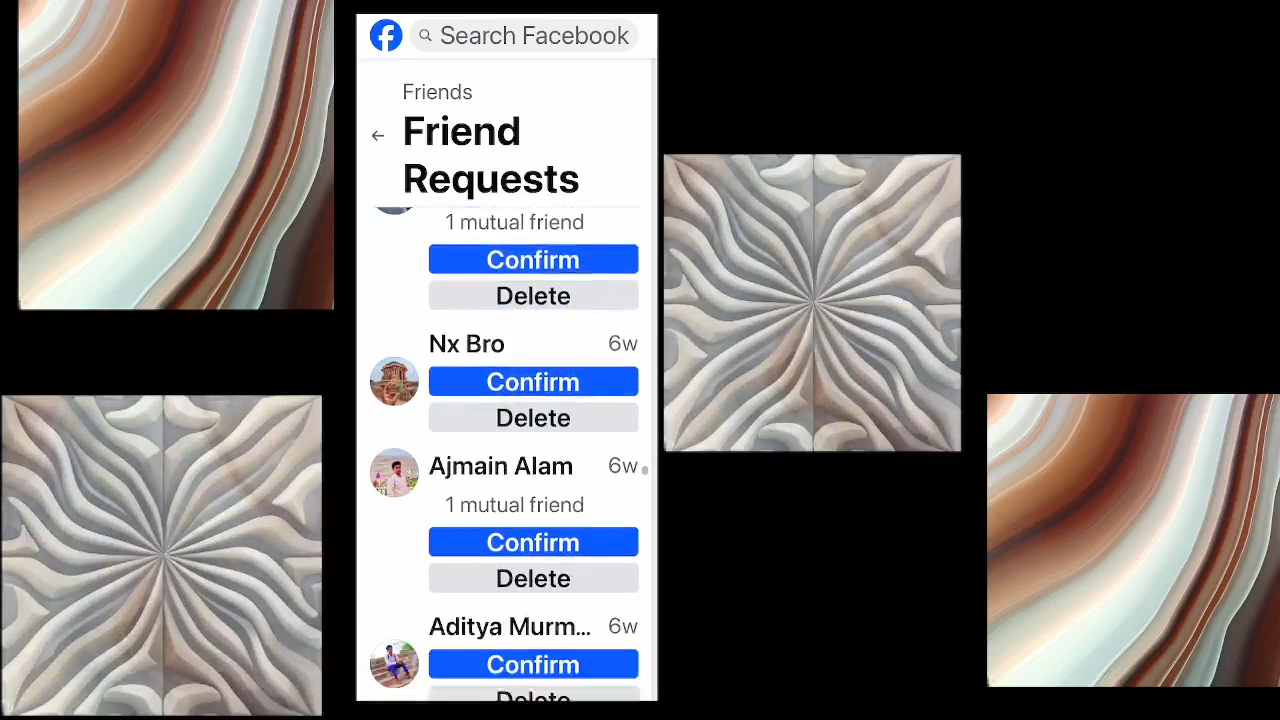 Search Facebook
Friends
Friend
Requests
1 mutual friend
Confirm
Delete
Nx Bro 6w
Confirm
Delete
Ajmain Alam 6w
1 mutual friend
Confirm
Delete
Aditya Murm... 6w
Confirm
Delete